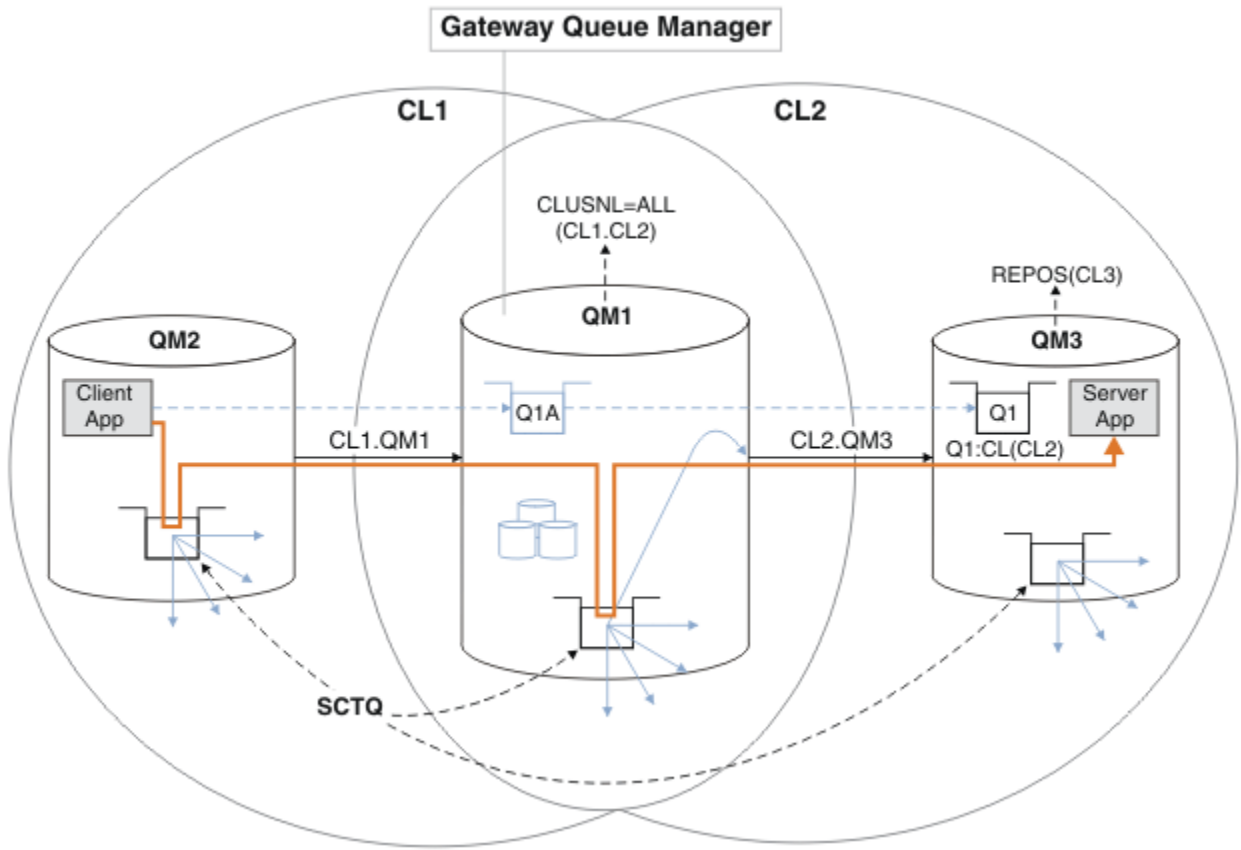 Gateway Queue Manager
CL1
CL2
CLUSNL=ALL
(CL1.CL2)
REPOS(CL3)
QM2
QM1
QM3
Client
App
Q1A
Q1
Server
App
CL1.QM1
CL2.QM3
Q1:CL(CL2)
SCTQ